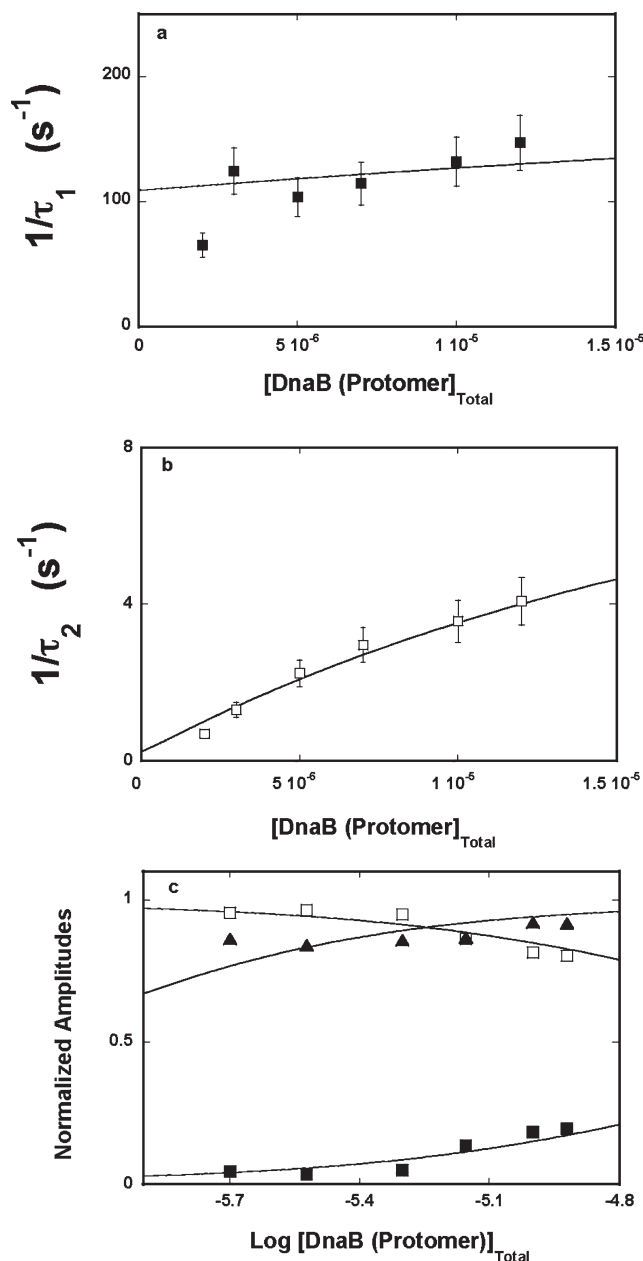 a
200
100
0
1/τ1 (s-1)
0 5 10-6 1 10-5 1.5 10-5
[DnaB (Protomer]Total
b
8
4
0
1/τ2 (s-1)
0 5 10-6 1 10-5 1.5 10-5
[DnaB (Protomer]Total
c
1
0.5
0
Normalized Amplitudes
-5.7 -5.4 -5.1 -4.8
Log [DnaB (Protomer)]Total